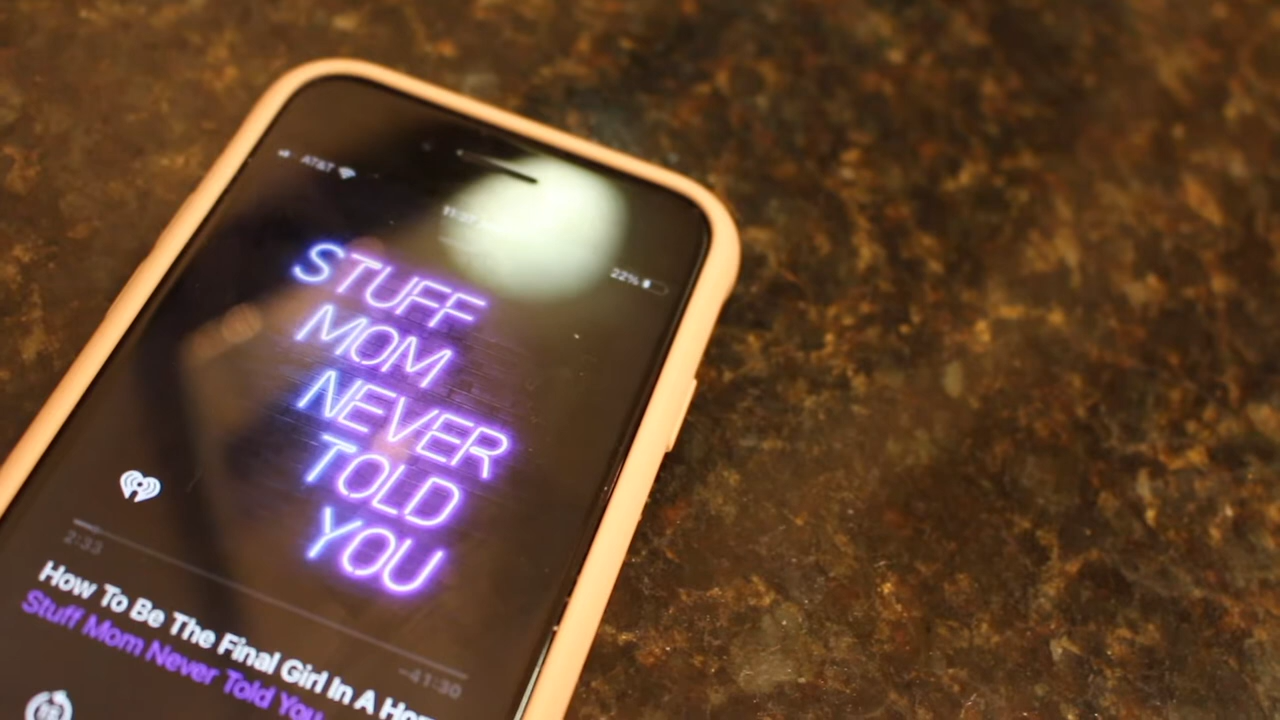 AT&T
22%
STUFF
MOM
NEVER
TOLD
YOU
2:33
-41:30
How To Be The Final Girl In A
Stuff Mom Never Told You